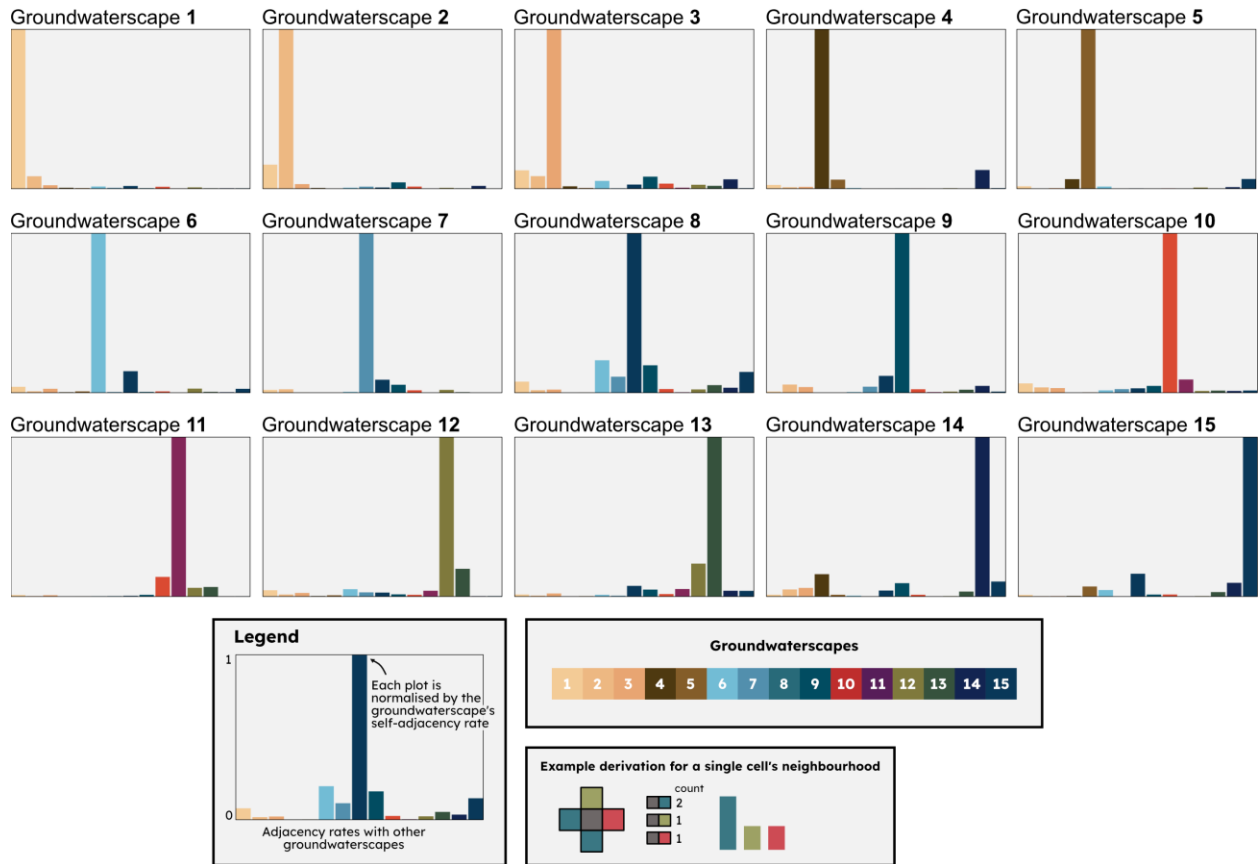 Groundwaterscape 1
Groundwaterscape 2
Groundwaterscape 3
Groundwaterscape 4
Groundwaterscape 5
Groundwaterscape 6
Groundwaterscape 7
Groundwaterscape 8
Groundwaterscape 9
Groundwaterscape 10
Groundwaterscape 11
Groundwaterscape 12
Groundwaterscape 13
Groundwaterscape 14
Groundwaterscape 15
Legend
1
Each plot is
normalised by the
groundwaterscape's
self-adjacency rate
0
Adjacency rates with other
groundwaterscapes
Groundwaterscapes
1 2 3 4 5 6 7 8 9 10 11 12 13 14 15
Example derivation for a single cell's neighbourhood
count
2
1
1